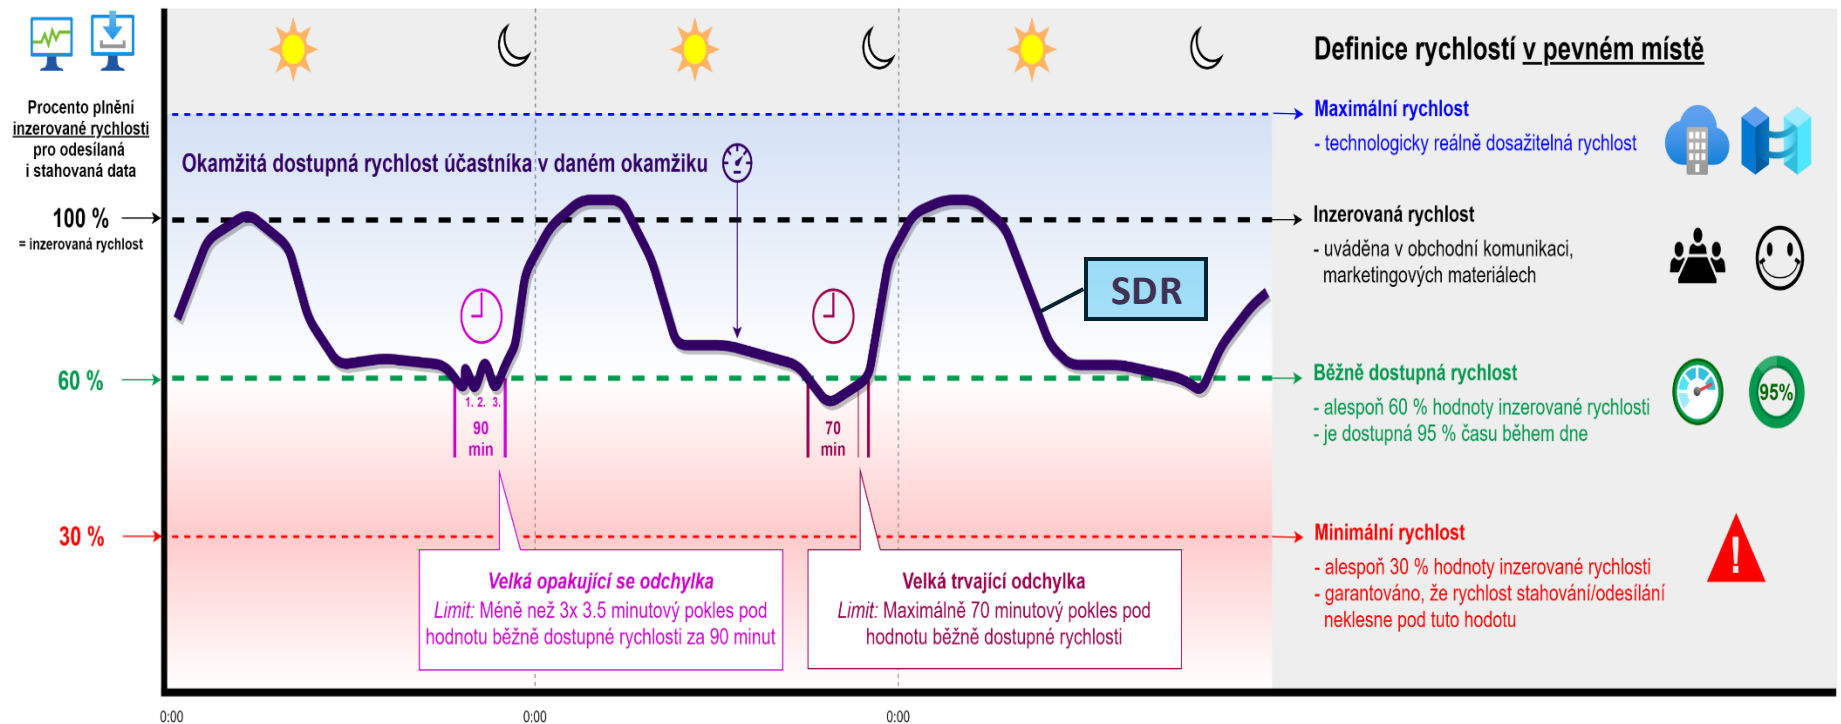 Procento plnění
inzerované rychlosti
pro odesílaná
i stahovaná data
100 %
= inzerovaná rychlost
60 %
30 %
Okamžitá dostupná rychlost účastníka v daném okamžiku
SDR
1. 2. 3.
90
min
70
min
Velká opakující se odchylka
Limit: Méně než 3x 3.5 minutový pokles pod
hodnotu běžně dostupné rychlosti za 90 minut
Velká trvající odchylka
Limit: Maximálně 70 minutový pokles pod
hodnotu běžně dostupné rychlosti
0:00
0:00
0:00
Definice rychlostí v pevném místě
Maximální rychlost
- technologicky reálně dosažitelná rychlost
Inzerovaná rychlost
- uváděna v obchodní komunikaci,
marketingových materiálech
Běžně dostupná rychlost
- alespoň 60 % hodnoty inzerované rychlosti
- je dostupná 95 % času během dne
95%
Minimální rychlost
- alespoň 30 % hodnoty inzerované rychlosti
- garantováno, že rychlost stahování/odesílání
neklesne pod tuto hodotu
!